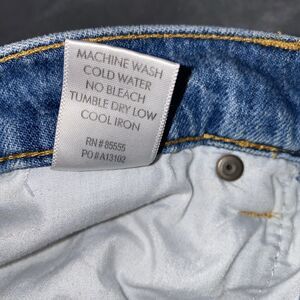 MACHINE WASH
COLD WATER
NO BLEACH
TUMBLE DRY LOW
COOL IRON
RN# 85555
PO# A13102